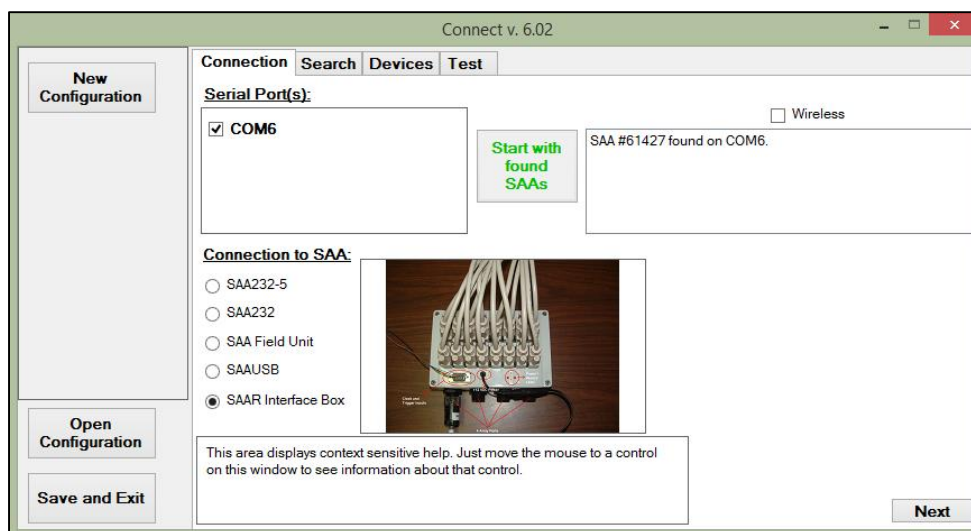 Connect v. 6.02
New
Configuration
Connection Search Devices Test
Serial Port(s):
COM6
Wireless
Start with
found
SAAs
SAA #61427 found on COM6.
Connection to SAA:
SAA232-5
SAA232
SAA Field Unit
SAAUSB
SAAR Interface Box
Open
Configuration
Save and Exit
This area displays context sensitive help. Just move the mouse to a control
on this window to see information about that control.
Next